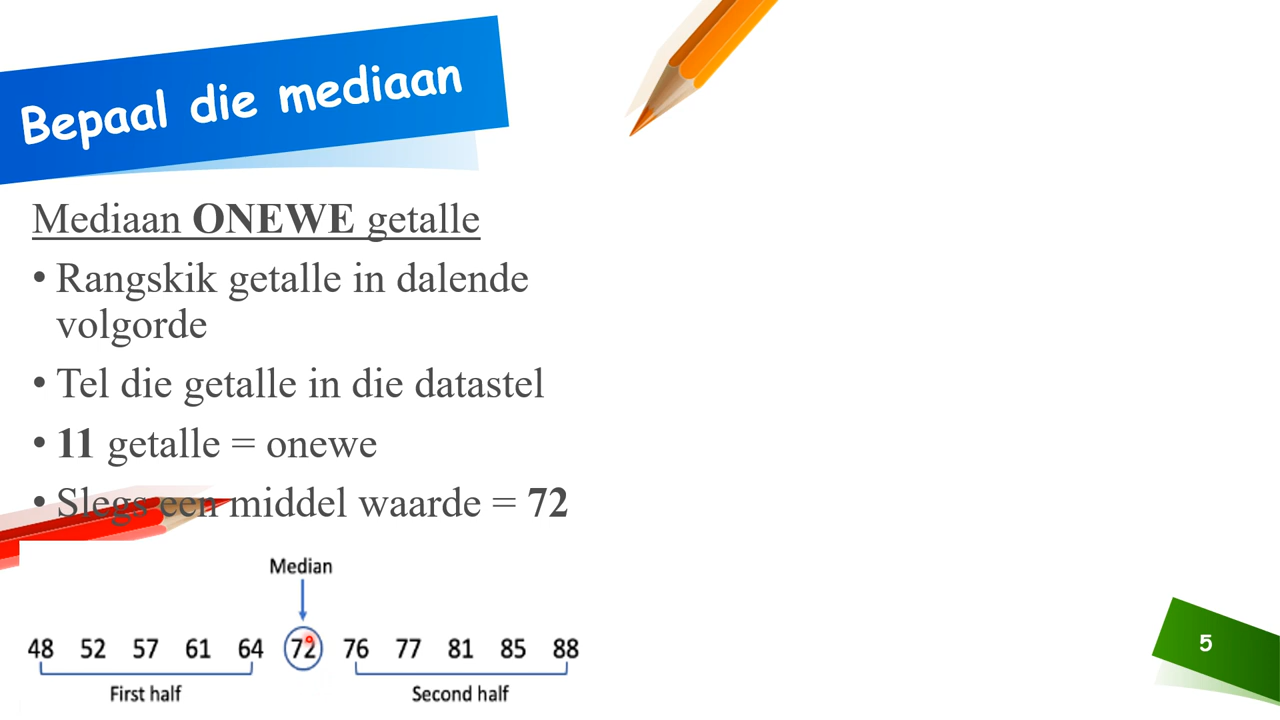 Bepaal die mediaan
Mediaan ONEWE getalle
• Rangskik getalle in dalende
volgorde
• Tel die getalle in die datastel
• 11 getalle = onewe
• Slegs een middel waarde = 72
Median
48 52 57 61 64 72 76 77 81 85 88
First half Second half
5